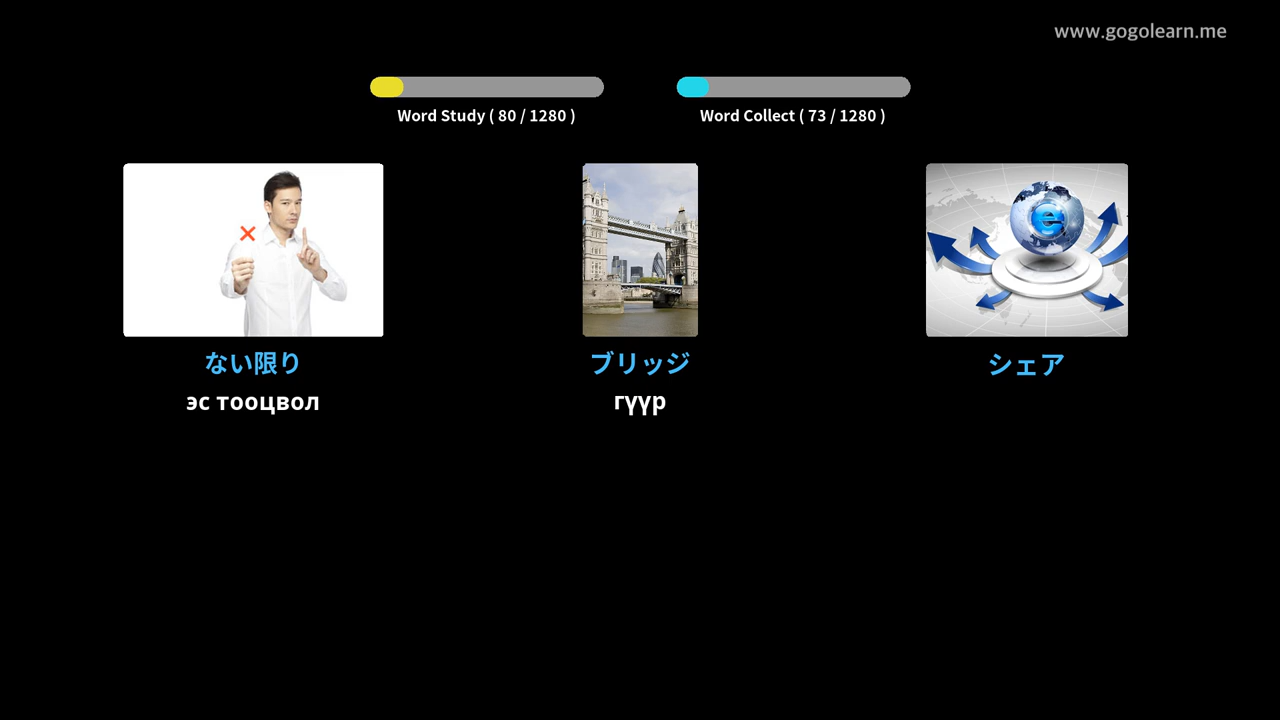 www.gogolearn.me
Word Study ( 80 / 1280 )
Word Collect ( 73 / 1280 )
ない限り
ブリッジ
シェア
эс тооцвол
гүүр